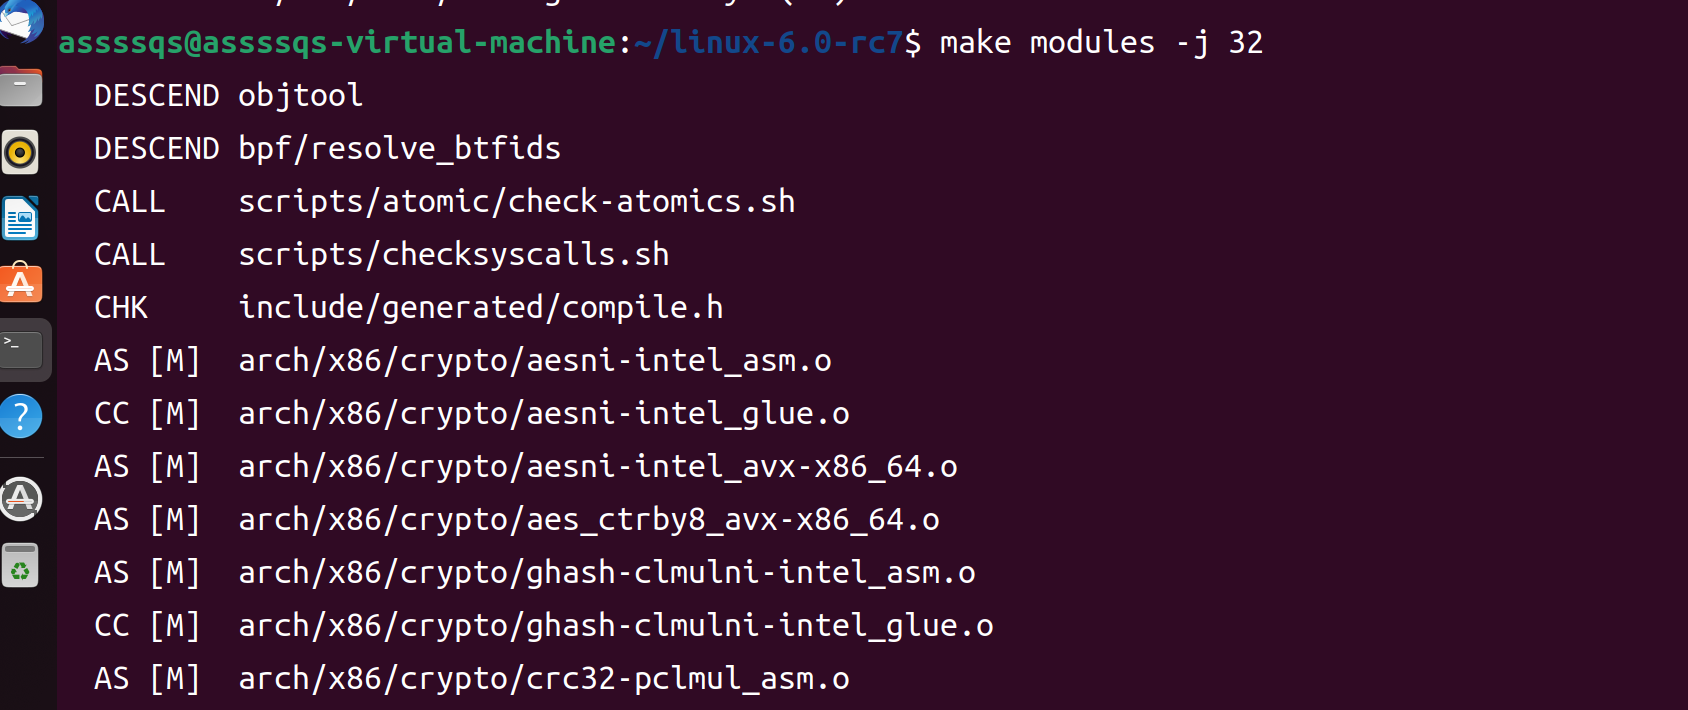 assssqs@assssqs-virtual-machine:~/linux-6.0-rc7$ make modules -j 32
DESCEND objtool
DESCEND bpf/resolve_btfids
CALL    scripts/atomic/check-atomics.sh
CALL    scripts/checksyscalls.sh
CHK     include/generated/compile.h
AS [M]  arch/x86/crypto/aesni-intel_asm.o
CC [M]  arch/x86/crypto/aesni-intel_glue.o
AS [M]  arch/x86/crypto/aesni-intel_avx-x86_64.o
AS [M]  arch/x86/crypto/aes_ctrby8_avx-x86_64.o
AS [M]  arch/x86/crypto/ghash-clmulni-intel_asm.o
CC [M]  arch/x86/crypto/ghash-clmulni-intel_glue.o
AS [M]  arch/x86/crypto/crc32-pclmul_asm.o